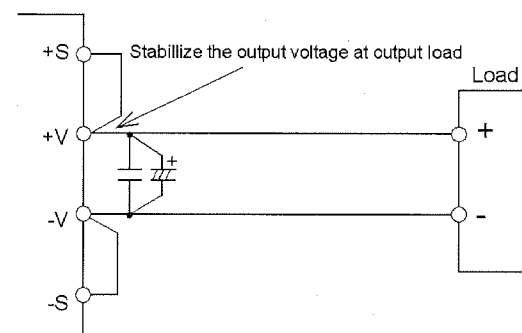 +S
Stabillize the output voltage at output load
Load
+V
+
+
-V
-
-S